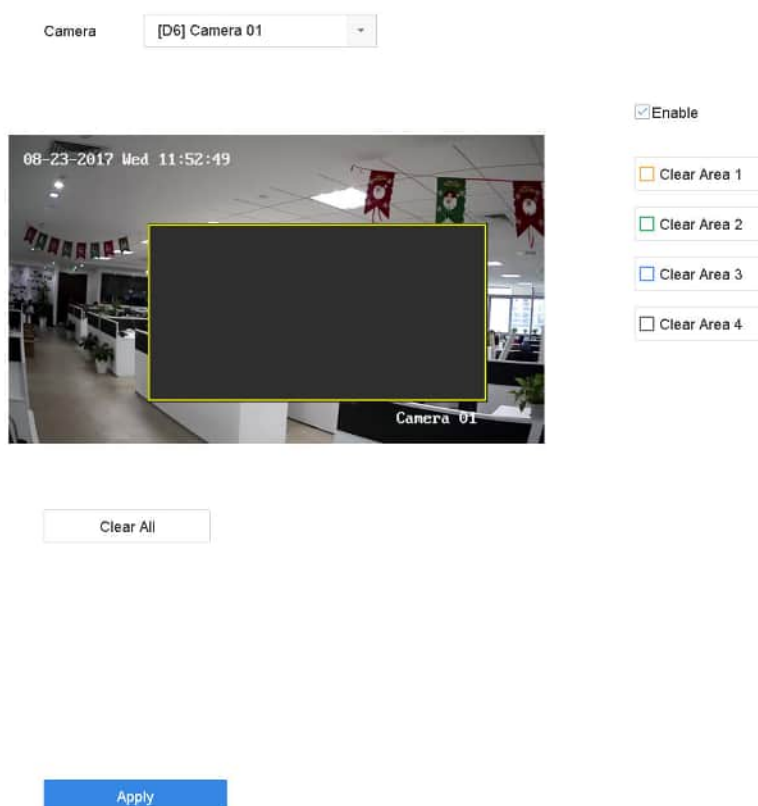 Camera
[D6] Camera 01
Enable
08-23-2017 Wed 11:52:49
Clear Area 1
Clear Area 2
Clear Area 3
Clear Area 4
Camera 01
Clear All
Apply